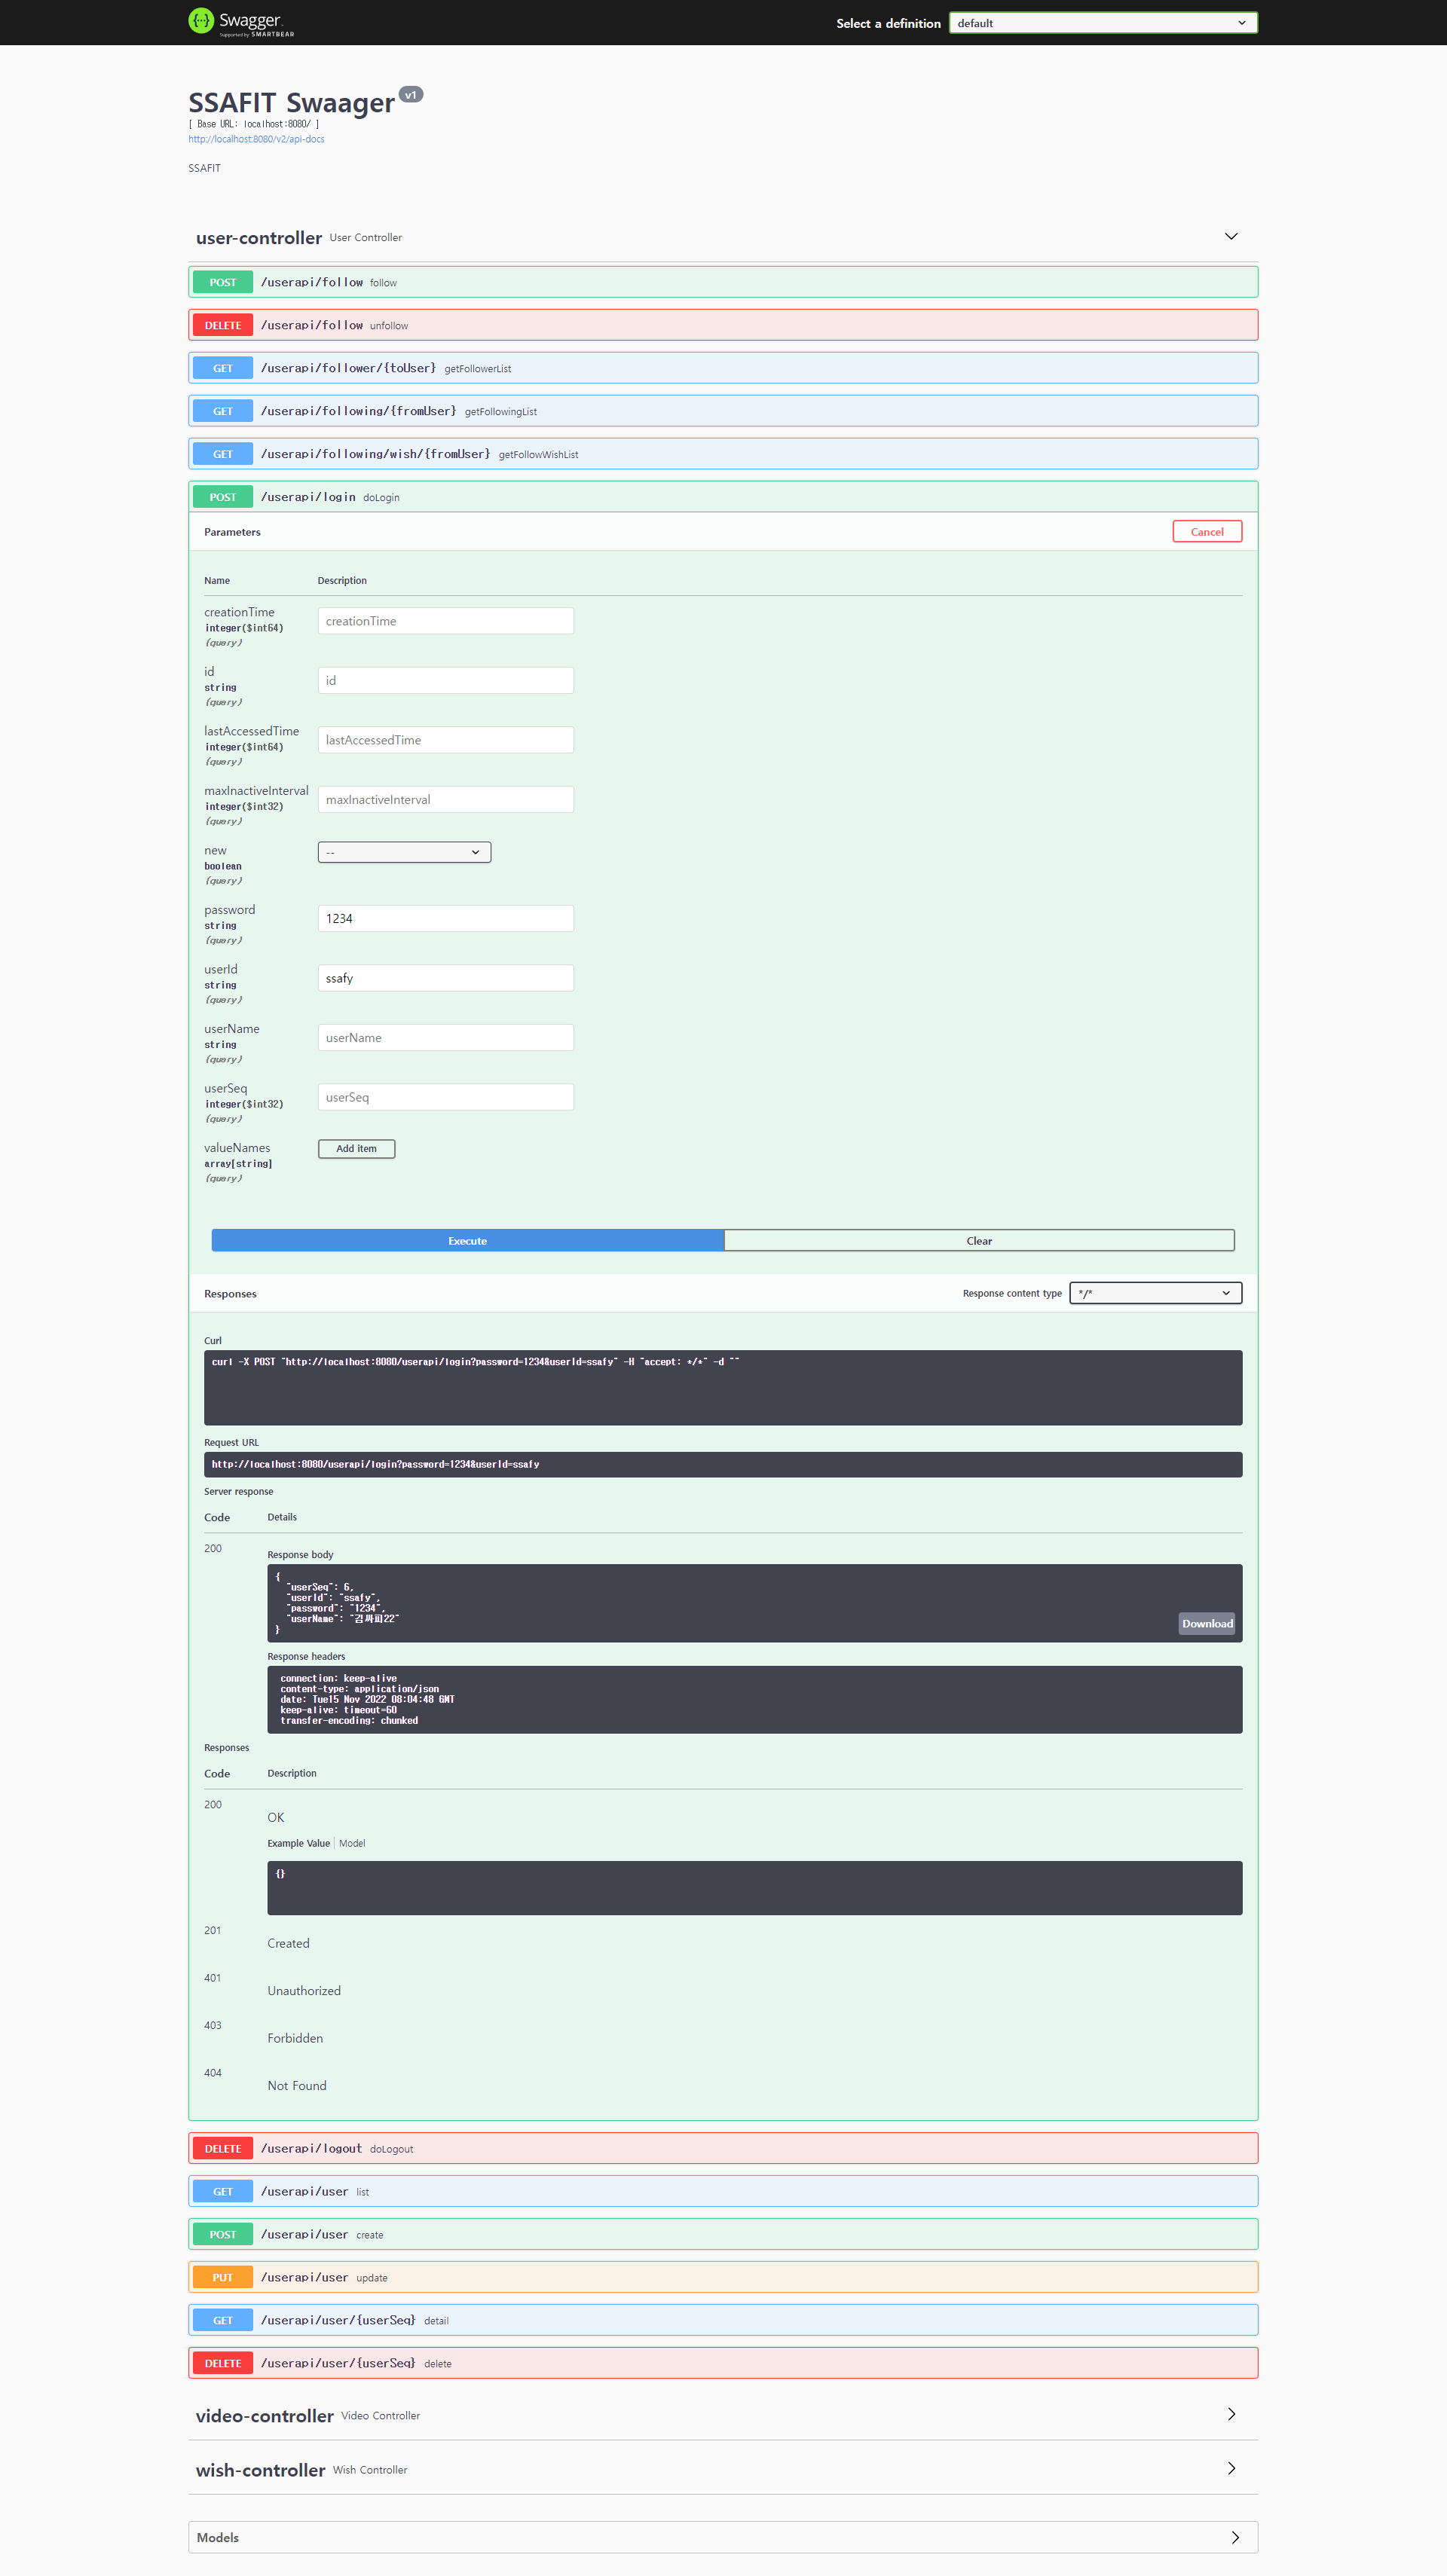 Swagger.
Supported by SMARTBEAR
Select a definition
default
SSAFIT Swaager v1
[ Base URL: localhost:8080/ ]
http://localhost:8080/v2/api-docs
SSAFIT
user-controller User Controller
POST /userapi/follow follow
DELETE /userapi/follow unfollow
GET /userapi/follower/{toUser} getFollowerList
GET /userapi/following/{fromUser} getFollowingList
GET /userapi/following/wish/{fromUser} getFollowWishList
POST /userapi/login doLogin
Parameters Cancel
Name Description
creationTime
integer($int64)
(query)
creationTime
id
string
(query)
id
lastAccessedTime
integer($int64)
(query)
lastAccessedTime
maxInactiveInterval
integer($int32)
(query)
maxInactiveInterval
new
boolean
(query)
--
password
string
(query)
1234
userId
string
(query)
ssafy
userName
string
(query)
userName
userSeq
integer($int32)
(query)
userSeq
valueNames
array[string]
(query)
Add item
Execute Clear
Responses Response content type */*
Curl
curl -X POST "http://localhost:8080/userapi/login?password=1234&userId=ssafy" -H "accept: */*" -d ""
Request URL
http://localhost:8080/userapi/login?password=1234&userId=ssafy
Server response
Code Details
200
Response body
{
"userSeq": 6,
"userId": "ssafy",
"password": "1234",
"userName": "김싸피22"
}
Download
Response headers
connection: keep-alive
content-type: application/json
date: Tue15 Nov 2022 08:04:48 GMT
keep-alive: timeout=60
transfer-encoding: chunked
Responses
Code Description
200
OK
Example Value Model
{}
201
Created
401
Unauthorized
403
Forbidden
404
Not Found
DELETE /userapi/logout doLogout
GET /userapi/user list
POST /userapi/user create
PUT /userapi/user update
GET /userapi/user/{userSeq} detail
DELETE /userapi/user/{userSeq} delete
video-controller Video Controller
wish-controller Wish Controller
Models